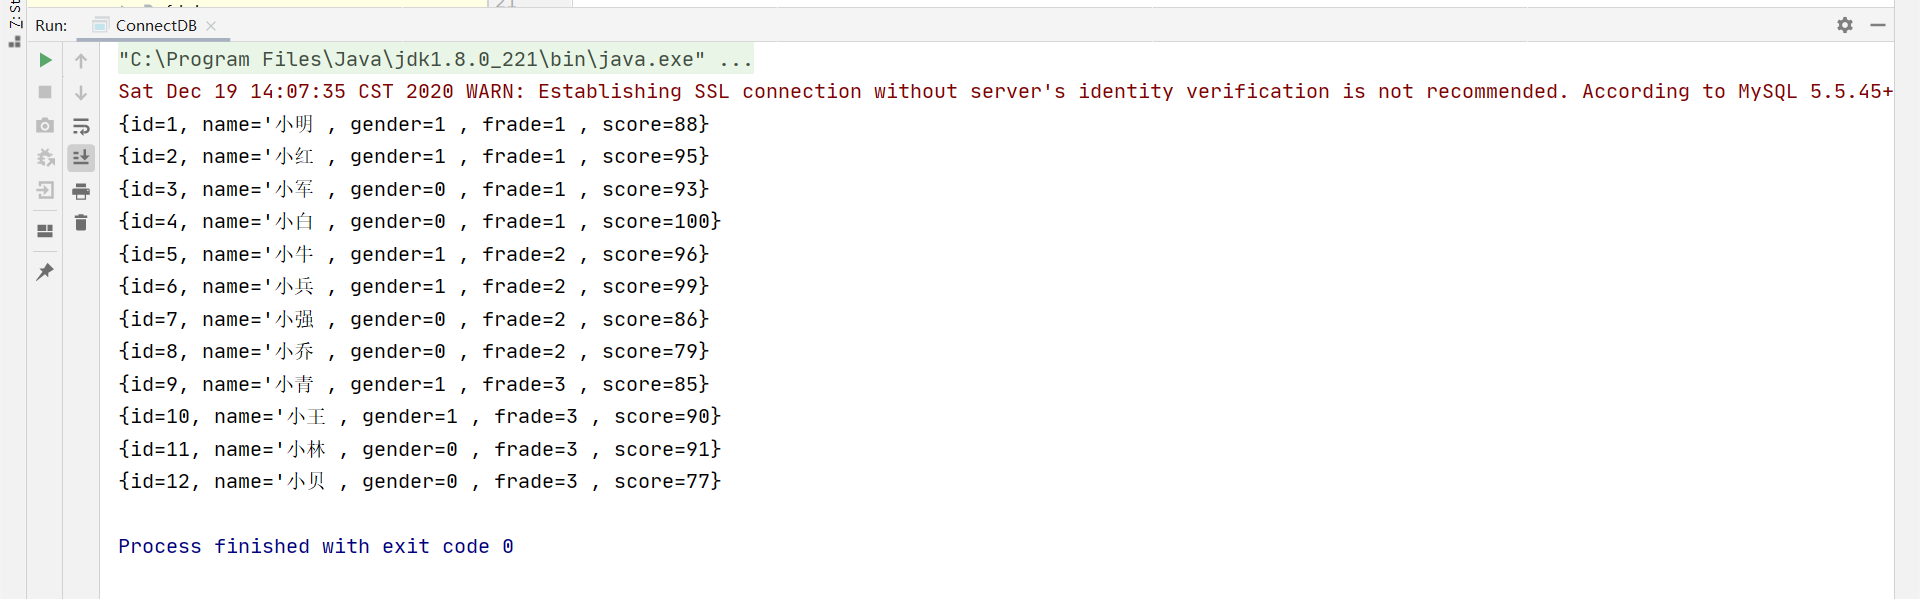 Run: ConnectDB
"C:\Program Files\Java\jdk1.8.0_221\bin\java.exe" ...
Sat Dec 19 14:07:35 CST 2020 WARN: Establishing SSL connection without server's identity verification is not recommended. According to MySQL 5.5.45+
{id=1, name='小明 , gender=1 , frade=1 , score=88}
{id=2, name='小红 , gender=1 , frade=1 , score=95}
{id=3, name='小军 , gender=0 , frade=1 , score=93}
{id=4, name='小白 , gender=0 , frade=1 , score=100}
{id=5, name='小牛 , gender=1 , frade=2 , score=96}
{id=6, name='小兵 , gender=1 , frade=2 , score=99}
{id=7, name='小强 , gender=0 , frade=2 , score=86}
{id=8, name='小乔 , gender=0 , frade=2 , score=79}
{id=9, name='小青 , gender=1 , frade=3 , score=85}
{id=10, name='小王 , gender=1 , frade=3 , score=90}
{id=11, name='小林 , gender=0 , frade=3 , score=91}
{id=12, name='小贝 , gender=0 , frade=3 , score=77}
Process finished with exit code 0